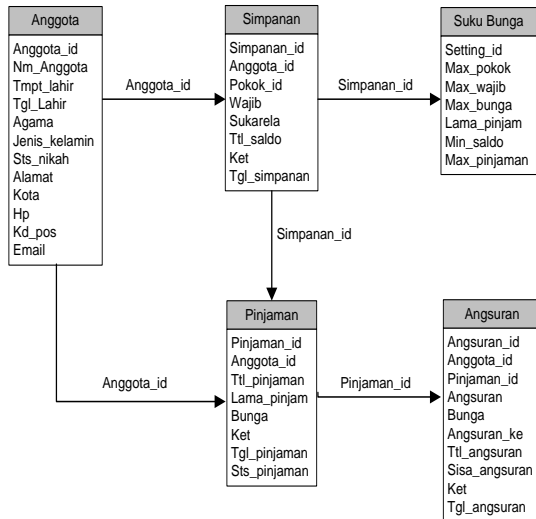 Anggota
Anggota_id
Nm_Anggota
Tmpt_lahir
Tgl_Lahir
Agama
Jenis_kelamin
Sts_nikah
Alamat
Kota
Hp
Kd_pos
Email
Anggota_id
Simpanan
Simpanan_id
Anggota_id
Pokok_id
Wajib
Sukarela
Ttl_saldo
Ket
Tgl_simpanan
Simpanan_id
Suku Bunga
Setting_id
Max_pokok
Max_wajib
Max_bunga
Lama_pinjam
Min_saldo
Max_pinjaman
Simpanan_id
Anggota_id
Pinjaman
Pinjaman_id
Anggota_id
Ttl_pinjaman
Lama_pinjam
Bunga
Ket
Tgl_pinjaman
Sts_pinjaman
Pinjaman_id
Angsuran
Angsuran_id
Anggota_id
Pinjaman_id
Angsuran
Bunga
Angsuran_ke
Ttl_angsuran
Sisa_angsuran
Ket
Tgl_angsuran